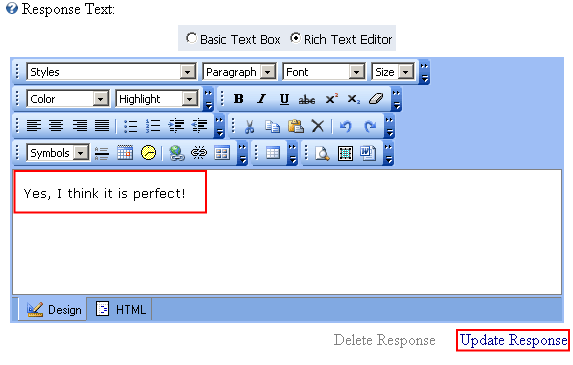 Response Text:
Basic Text Box Rich Text Editor
Styles Paragraph Font Size
Color Highlight B I U abc x² x₂
Symbols
Yes, I think it is perfect!
Design HTML
Delete Response Update Response